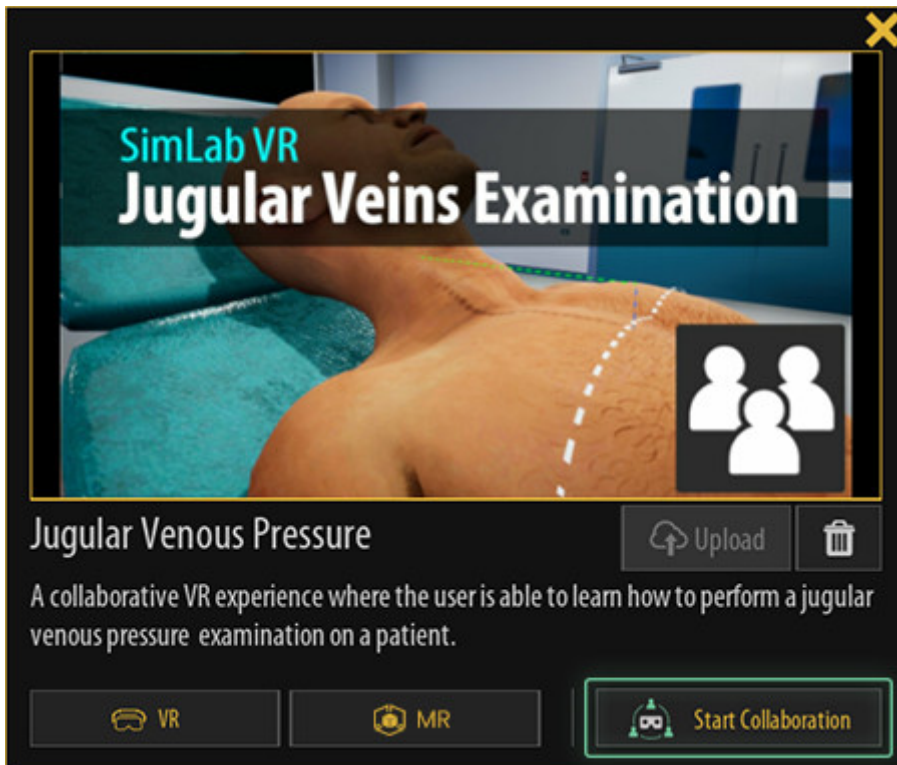 SimLab VR
Jugular Veins Examination
Jugular Venous Pressure
Upload
A collaborative VR experience where the user is able to learn how to perform a jugular
venous pressure examination on a patient.
VR
MR
Start Collaboration